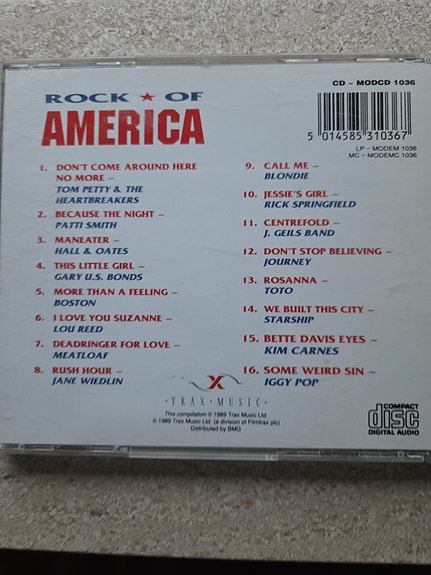 CD – MODCD 1036
ROCK ★ OF
AMERICA
5 014585 310367
LP – MODEM 1036
MC – MODEMC 1036
1. DON'T COME AROUND HERE
NO MORE ~
TOM PETTY & THE
HEARTBREAKERS
2. BECAUSE THE NIGHT ~
PATTI SMITH
3. MANEATER ~
HALL & OATES
4. THIS LITTLE GIRL ~
GARY U.S. BONDS
5. MORE THAN A FEELING ~
BOSTON
6. I LOVE YOU SUZANNE ~
LOU REED
7. DEADRINGER FOR LOVE ~
MEATLOAF
8. RUSH HOUR ~
JANE WIEDLIN
9. CALL ME ~
BLONDIE
10. JESSIE'S GIRL ~
RICK SPRINGFIELD
11. CENTREFOLD ~
J. GEILS BAND
12. DON'T STOP BELIEVING ~
JOURNEY
13. ROSANNA ~
TOTO
14. WE BUILT THIS CITY ~
STARSHIP
15. BETTE DAVIS EYES ~
KIM CARNES
16. SOME WEIRD SIN ~
IGGY POP
X
·TRAX·MUSIC·
This compilation ℗ 1989 Trax Music Ltd.
© 1989 Trax Music Ltd. (a division of Filmtrax plc)
Distributed by BMG
COMPACT
disc
DIGITAL AUDIO